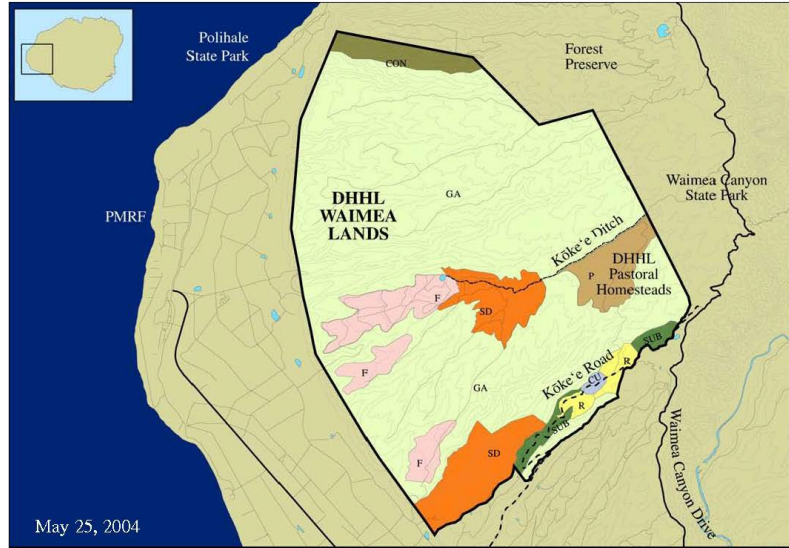 Polihale
State Park
Forest
Preserve
CON
Waimea Canyon
State Park
GA
DHHL
WAIMEA
LANDS
PMRF
Kōke‘e Ditch
DHHL
P Pastoral
Homesteads
F
SD
SUB
R
Kōke‘e Road
CU
F
GA
R
SUB
SD
F
Waimea Canyon Drive
May 25, 2004